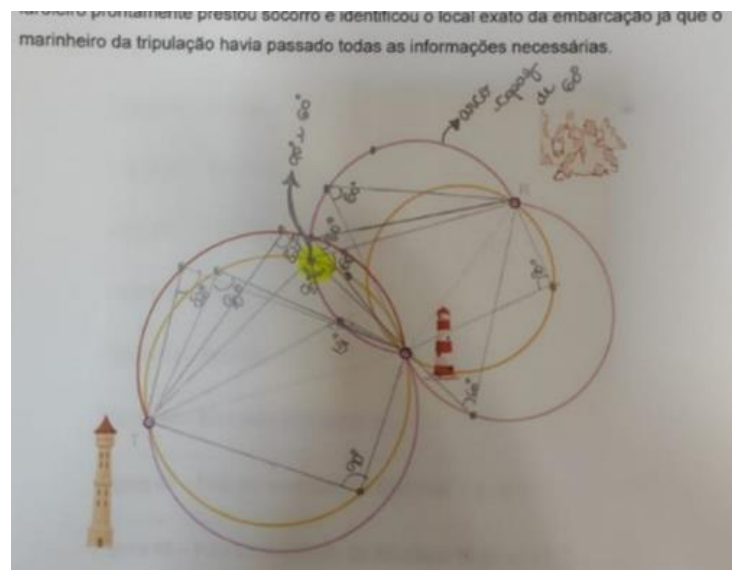 faroleiro prontamente prestou socorro e identificou o local exato da embarcação já que o
marinheiro da tripulação havia passado todas as informações necessárias.
arco capaz
de 60°
90° e 60°
R
60°
60°
90°
90°
60°
T
90°